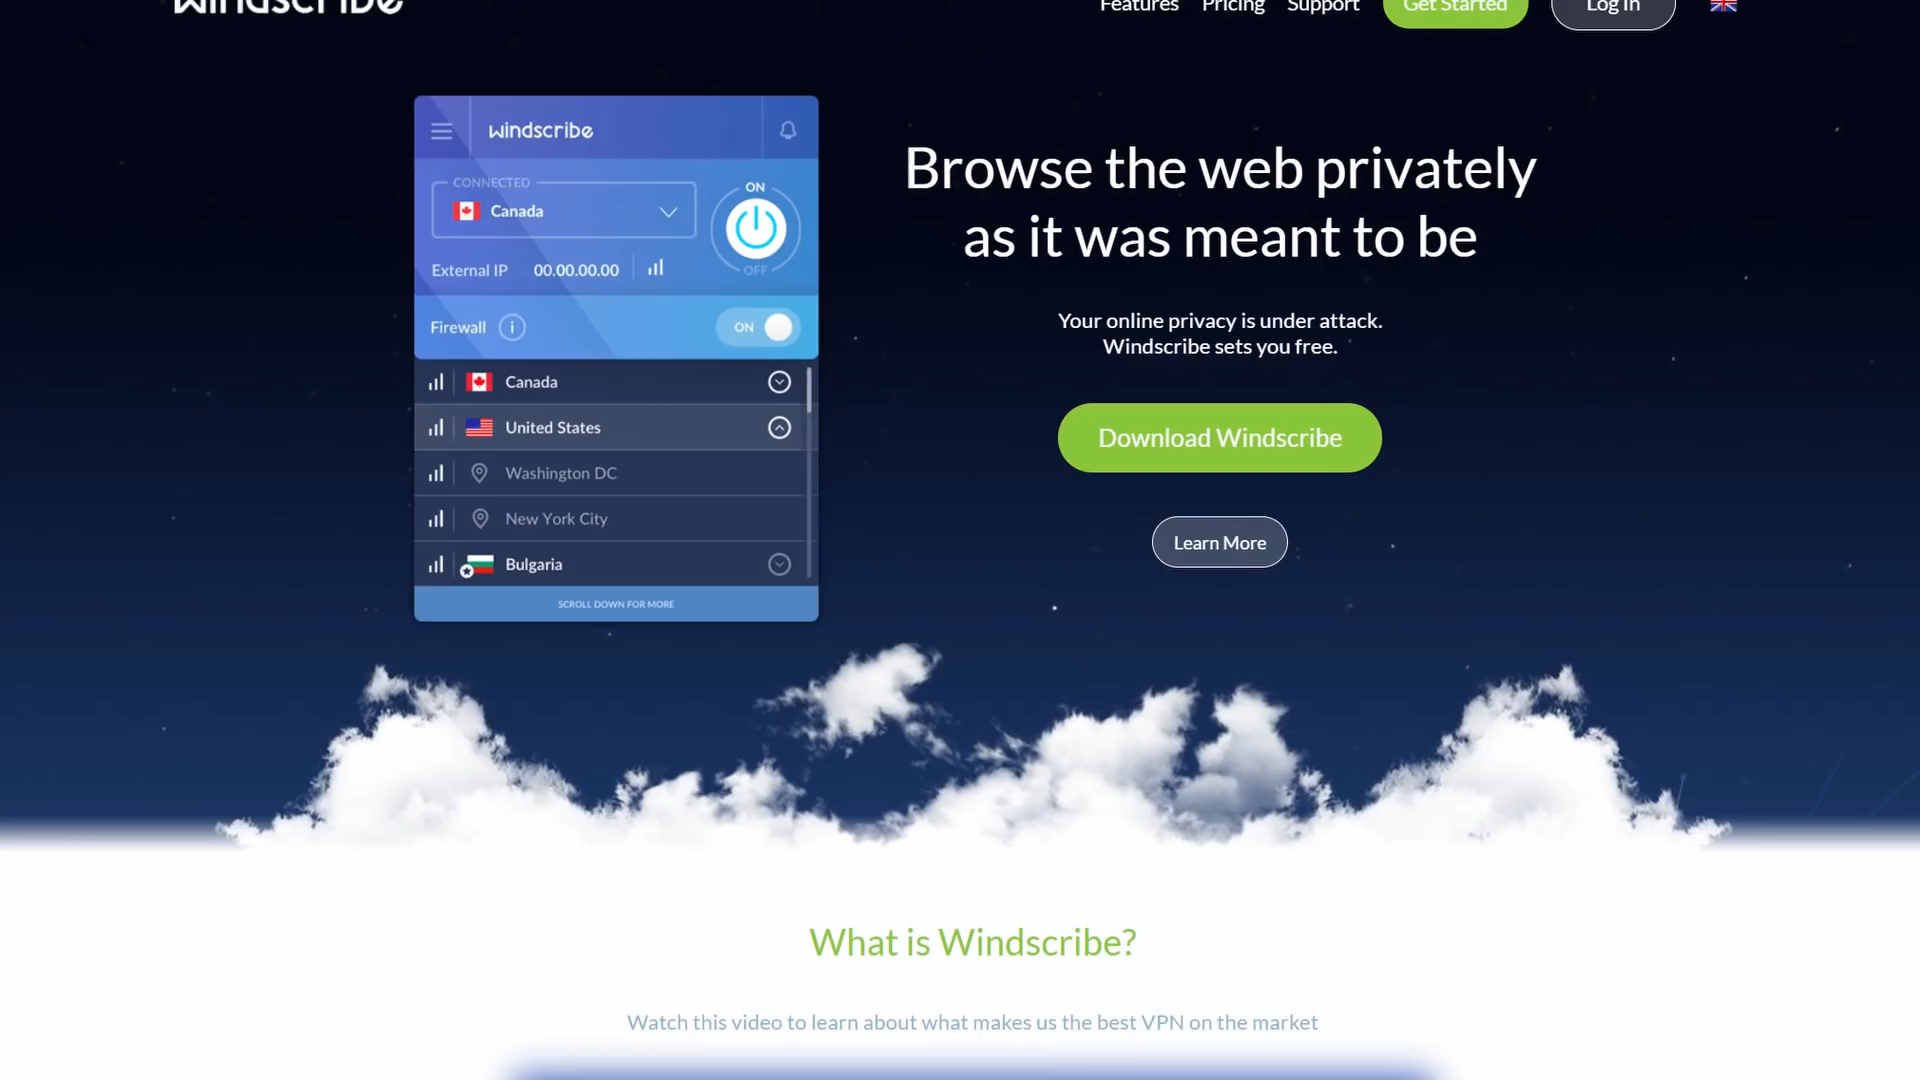 windscribe
Features Pricing Support Get Started Log In
windscribe
CONNECTED
Canada
ON
OFF
External IP 00.00.00.00
Firewall i ON
Canada
United States
Washington DC
New York City
Bulgaria
SCROLL DOWN FOR MORE
Browse the web privately
as it was meant to be
Your online privacy is under attack.
Windscribe sets you free.
Download Windscribe
Learn More
What is Windscribe?
Watch this video to learn about what makes us the best VPN on the market